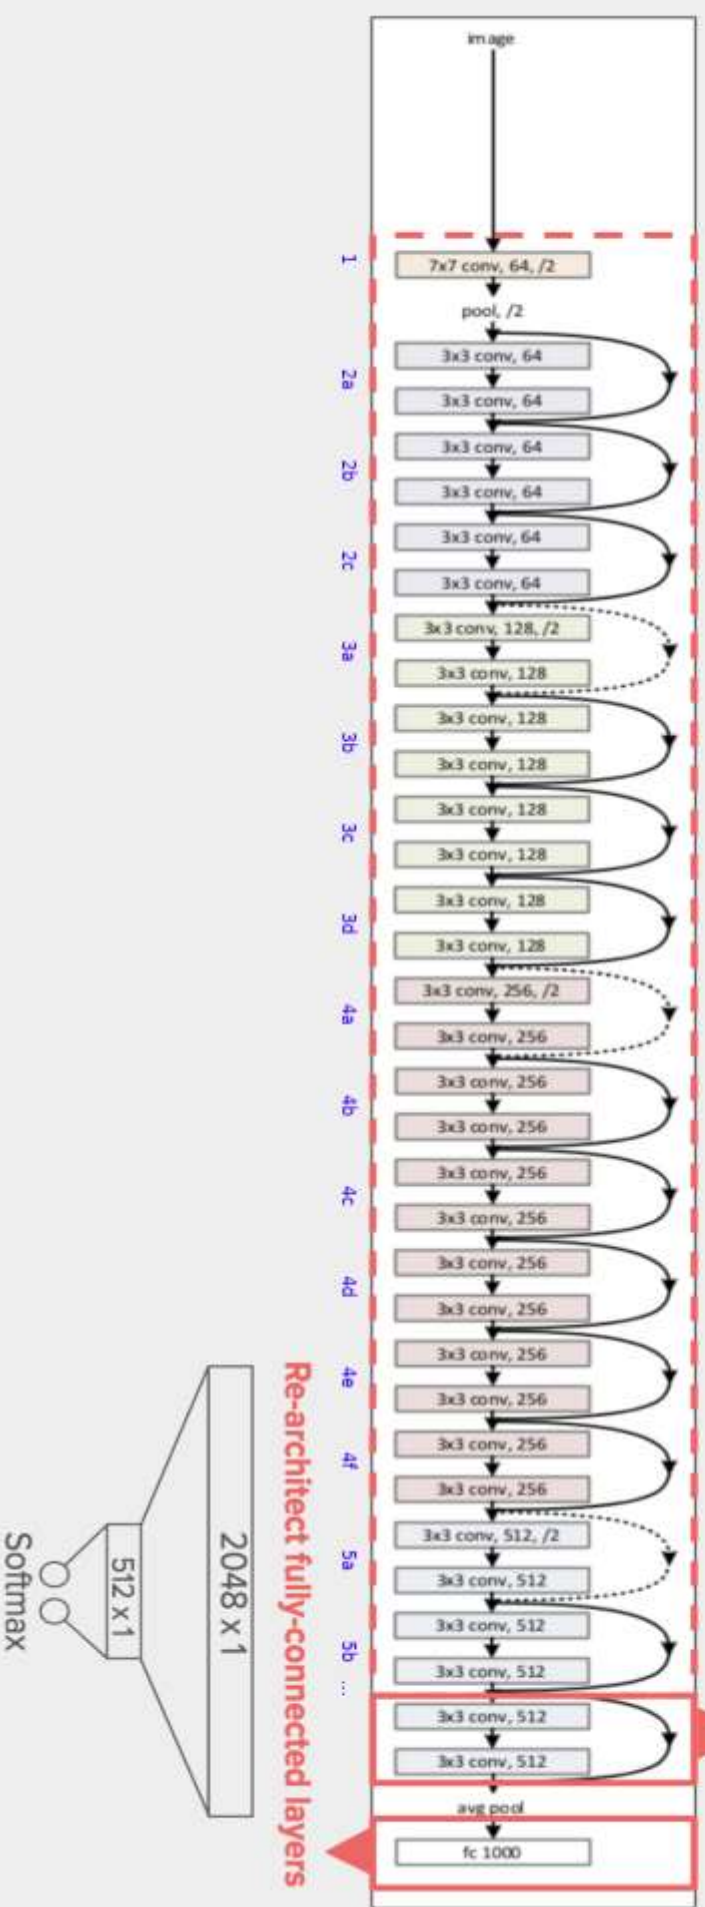 image
7x7 conv, 64, /2
pool, /2
3x3 conv, 64
3x3 conv, 64
3x3 conv, 64
3x3 conv, 64
3x3 conv, 64
3x3 conv, 64
3x3 conv, 128, /2
3x3 conv, 128
3x3 conv, 128
3x3 conv, 128
3x3 conv, 128
3x3 conv, 128
3x3 conv, 128
3x3 conv, 128
3x3 conv, 256, /2
3x3 conv, 256
3x3 conv, 256
3x3 conv, 256
3x3 conv, 256
3x3 conv, 256
3x3 conv, 256
3x3 conv, 256
3x3 conv, 256
3x3 conv, 256
3x3 conv, 256
3x3 conv, 256
3x3 conv, 512, /2
3x3 conv, 512
3x3 conv, 512
3x3 conv, 512
3x3 conv, 512
3x3 conv, 512
avg pool
fc 1000
1
2a
2b
2c
3a
3b
3c
3d
4a
4b
4c
4d
4e
4f
5a
5b ...
Re-architect fully-connected layers
2048 x 1
512 x 1
Softmax